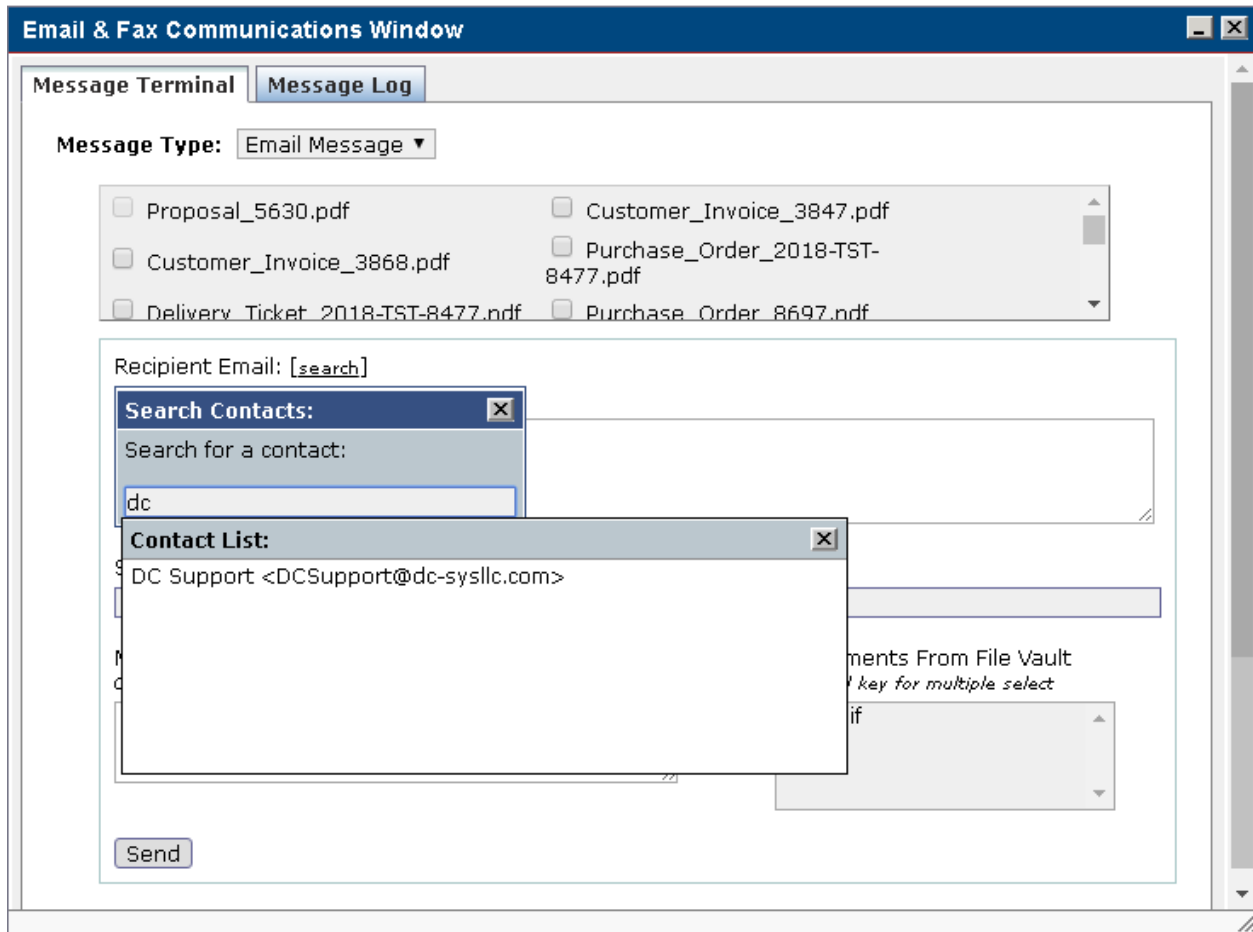 Email & Fax Communications Window
Message Terminal Message Log
Message Type: Email Message
Proposal_5630.pdf Customer_Invoice_3847.pdf
Customer_Invoice_3868.pdf Purchase_Order_2018-TST-
8477.pdf
Delivery_Ticket_2018-TST-8477.pdf Purchase_Order_8697.pdf
Recipient Email: [search]
Search Contacts:
Search for a contact:
dc
Contact List:
DC Support <DCSupport@dc-sysllc.com>
ments From File Vault
key for multiple select
if
Send